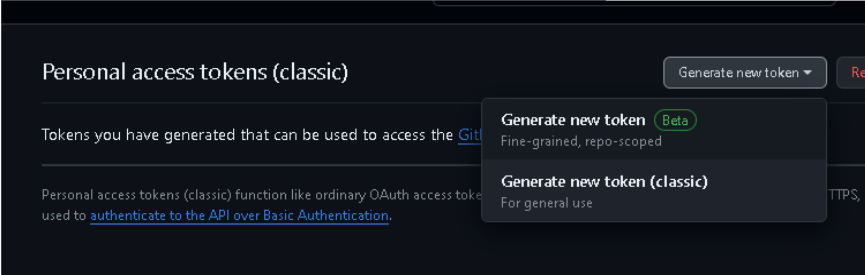 Personal access tokens (classic)
Generate new token
Re
Generate new token Beta
Fine-grained, repo-scoped
Generate new token (classic)
For general use
Tokens you have generated that can be used to access the
Personal access tokens (classic) function like ordinary OAuth access
TTPS,
used to authenticate to the API over Basic Authentication.